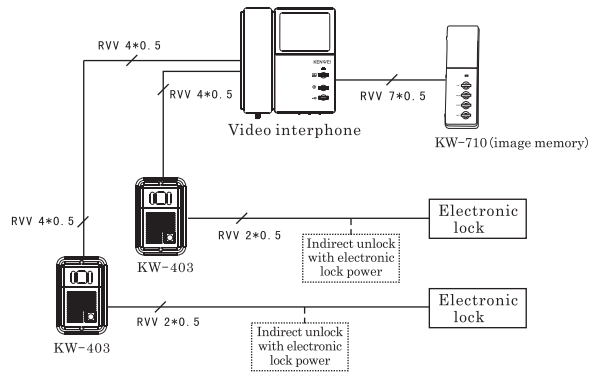 RVV 4*0.5
KENWEI
RVV 4*0.5
RVV 7*0.5
Video interphone
KW-710(image memory)
RVV 4*0.5
RVV 2*0.5
Electronic
lock
Indirect unlock
with electronic
lock power
KW-403
RVV 2*0.5
Electronic
lock
Indirect unlock
with electronic
lock power
KW-403